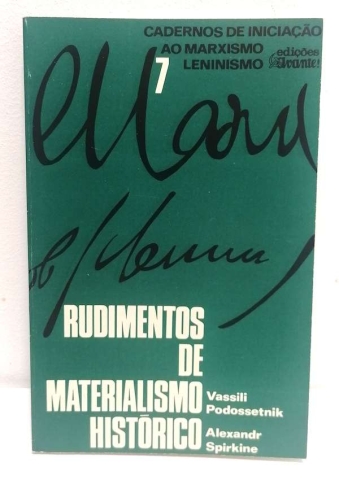 CADERNOS DE INICIAÇÃO
AO MARXISMO
LENINISMO
edições
Avante!
7
RUDIMENTOS
DE
MATERIALISMO
HISTÓRICO
Vassili
Podossetnik
Alexandr
Spirkine